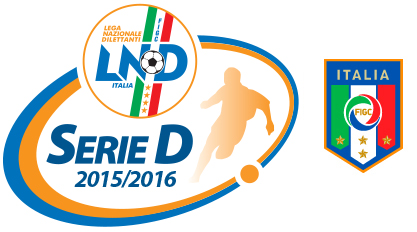 LEGA
NAZIONALE
DILETTANTI
FIGC
LND
ITALIA
SERIE D
2015/2016
ITALIA
FIGC